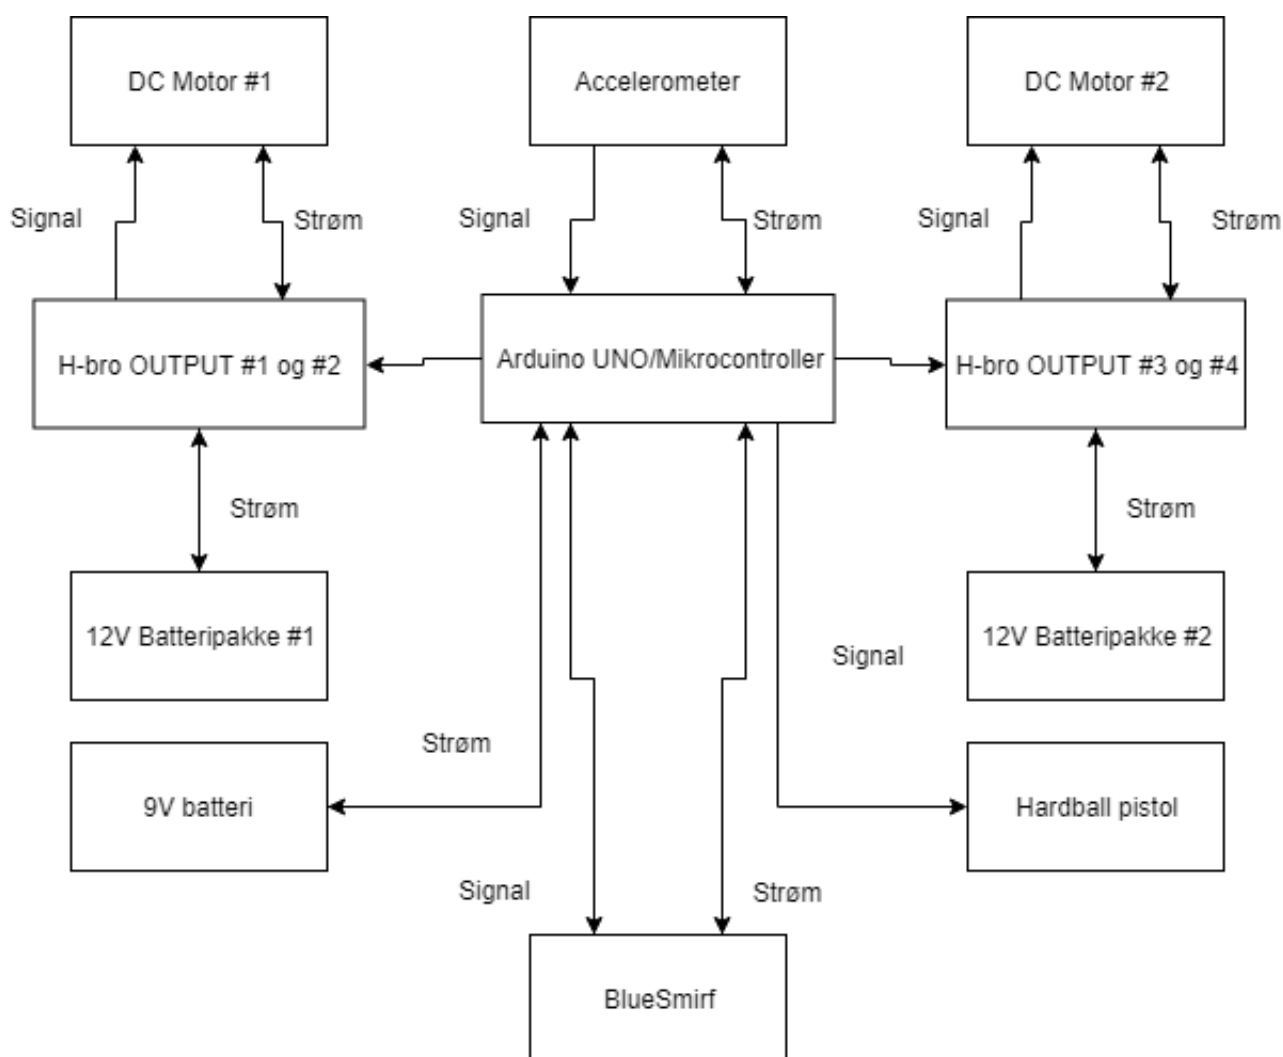 DC Motor #1
Accelerometer
DC Motor #2
Signal
Strøm
Signal
Strøm
Signal
Strøm
H-bro OUTPUT #1 og #2
Arduino UNO/Mikrocontroller
H-bro OUTPUT #3 og #4
Strøm
Strøm
12V Batteripakke #1
12V Batteripakke #2
Signal
Strøm
9V batteri
Hardball pistol
Signal
Strøm
BlueSmirf